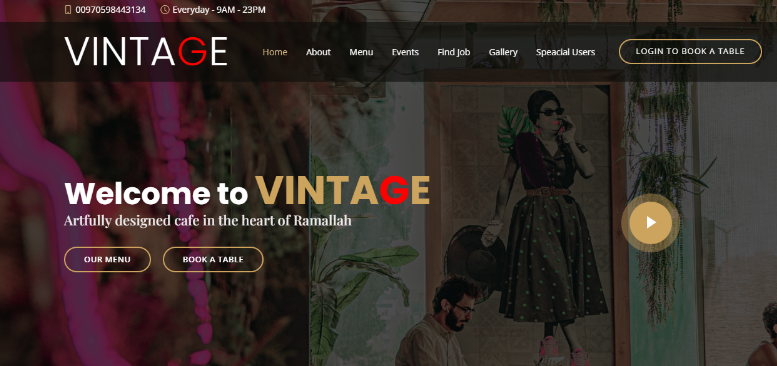 00970598443134 Everyday - 9AM - 23PM
VINTAGE Home About Menu Events Find Job Gallery Speacial Users LOGIN TO BOOK A TABLE
Welcome to VINTAGE
Artfully designed cafe in the heart of Ramallah
OUR MENU BOOK A TABLE